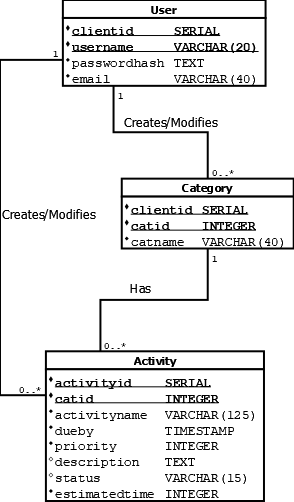 User
clientid SERIAL
username VARCHAR(20)
passwordhash TEXT
email VARCHAR(40)
1
1
Creates/Modifies
0..*
Category
clientid SERIAL
catid INTEGER
catname VARCHAR(40)
Creates/Modifies
1
Has
0..*
Activity
activityid SERIAL
0..*
catid INTEGER
activityname VARCHAR(125)
dueby TIMESTAMP
priority INTEGER
description TEXT
status VARCHAR(15)
estimatedtime INTEGER